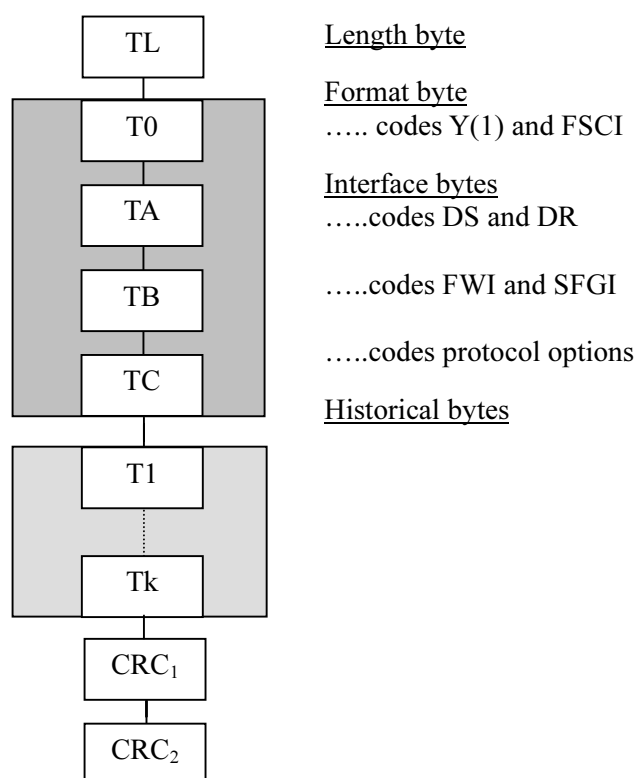 TL
Length byte
Format byte
T0
….. codes Y(1) and FSCI
Interface bytes
TA
…..codes DS and DR
TB
…..codes FWI and SFGI
TC
…..codes protocol options
Historical bytes
T1
Tk
CRC₁
CRC₂